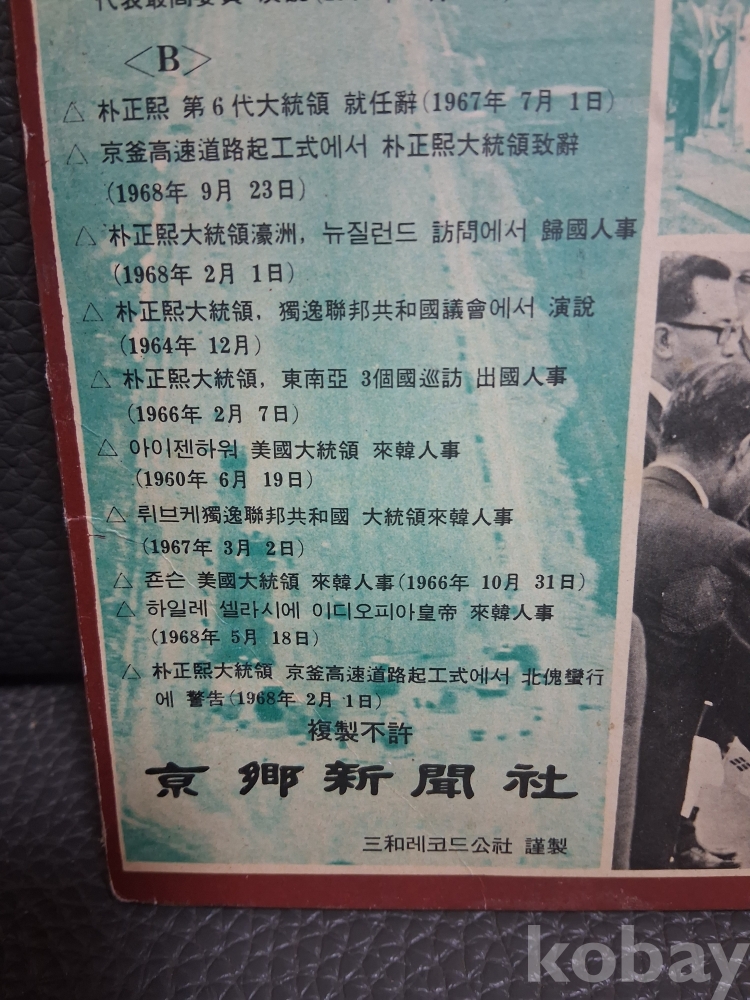 <B>
△ 朴正熙 第6代大統領 就任辭(1967年 7月 1日)
△ 京釜高速道路起工式에서 朴正熙大統領致辭
(1968年 9月 23日)
△ 朴正熙大統領濠洲, 뉴질런드 訪問에서 歸國人事
(1968年 2月 1日)
△ 朴正熙大統領, 獨逸聯邦共和國議會에서 演說
(1964年 12月)
△ 朴正熙大統領, 東南亞 3個國巡訪 出國人事
(1966年 2月 7日)
△ 아이젠하워 美國大統領 來韓人事
(1960年 6月 19日)
△ 뤼브케獨逸聯邦共和國 大統領來韓人事
(1967年 3月 2日)
△ 죤슨 美國大統領 來韓人事(1966年 10月 31日)
△ 하일레 셀라시에 이디오피아皇帝 來韓人事
(1968年 5月 18日)
△ 朴正熙大統領 京釜高速道路起工式에서 北傀蠻行
에 警告(1968年 2月 1日)
複製不許
京鄕新聞社
三和레코드公社 謹製
kobay